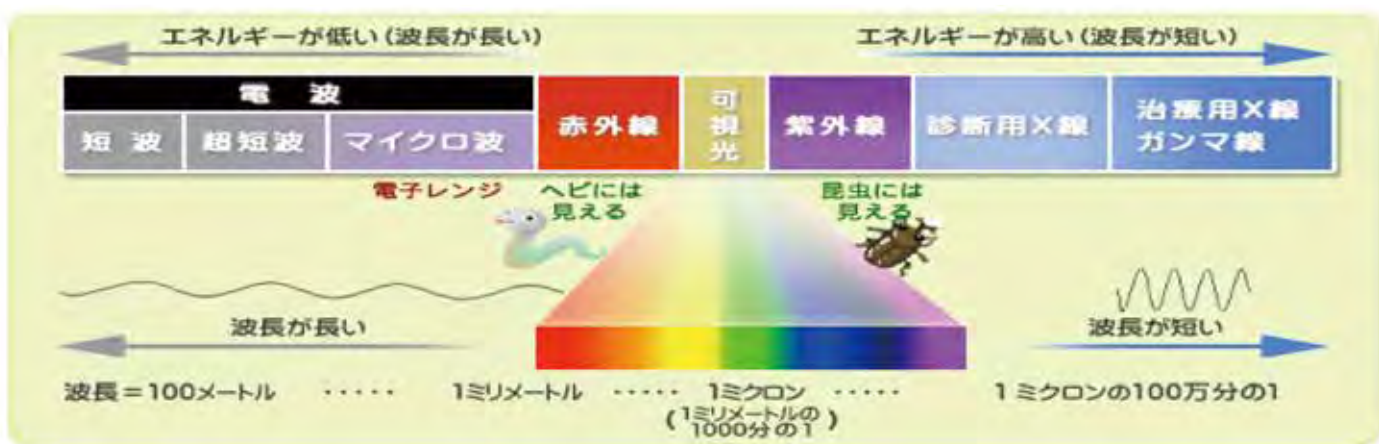 エネルギーが低い(波長が長い)
エネルギーが高い(波長が短い)
電 波
短 波
超短波
マイクロ波
赤外線
可視光
紫外線
診断用X線
治療用X線
ガンマ線
電子レンジ
ヘビには
見える
昆虫には
見える
波長が長い
波長が短い
波長=100メートル ・・・・・ 1ミリメートル ・・・・・ 1ミクロン ・・・・・ 1ミクロンの100万分の1
(1ミリメートルの
1000分の1)